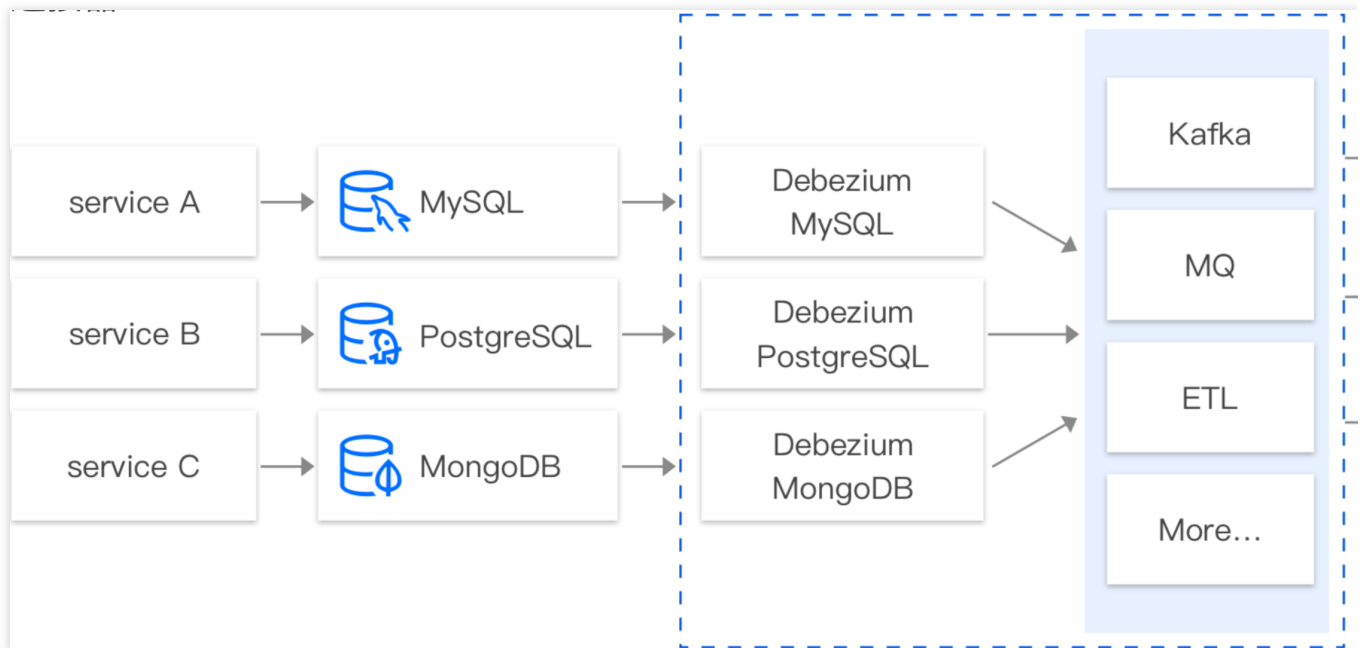 service A
MySQL
Debezium
MySQL
service B
PostgreSQL
Debezium
PostgreSQL
service C
MongoDB
Debezium
MongoDB
Kafka
MQ
ETL
More...